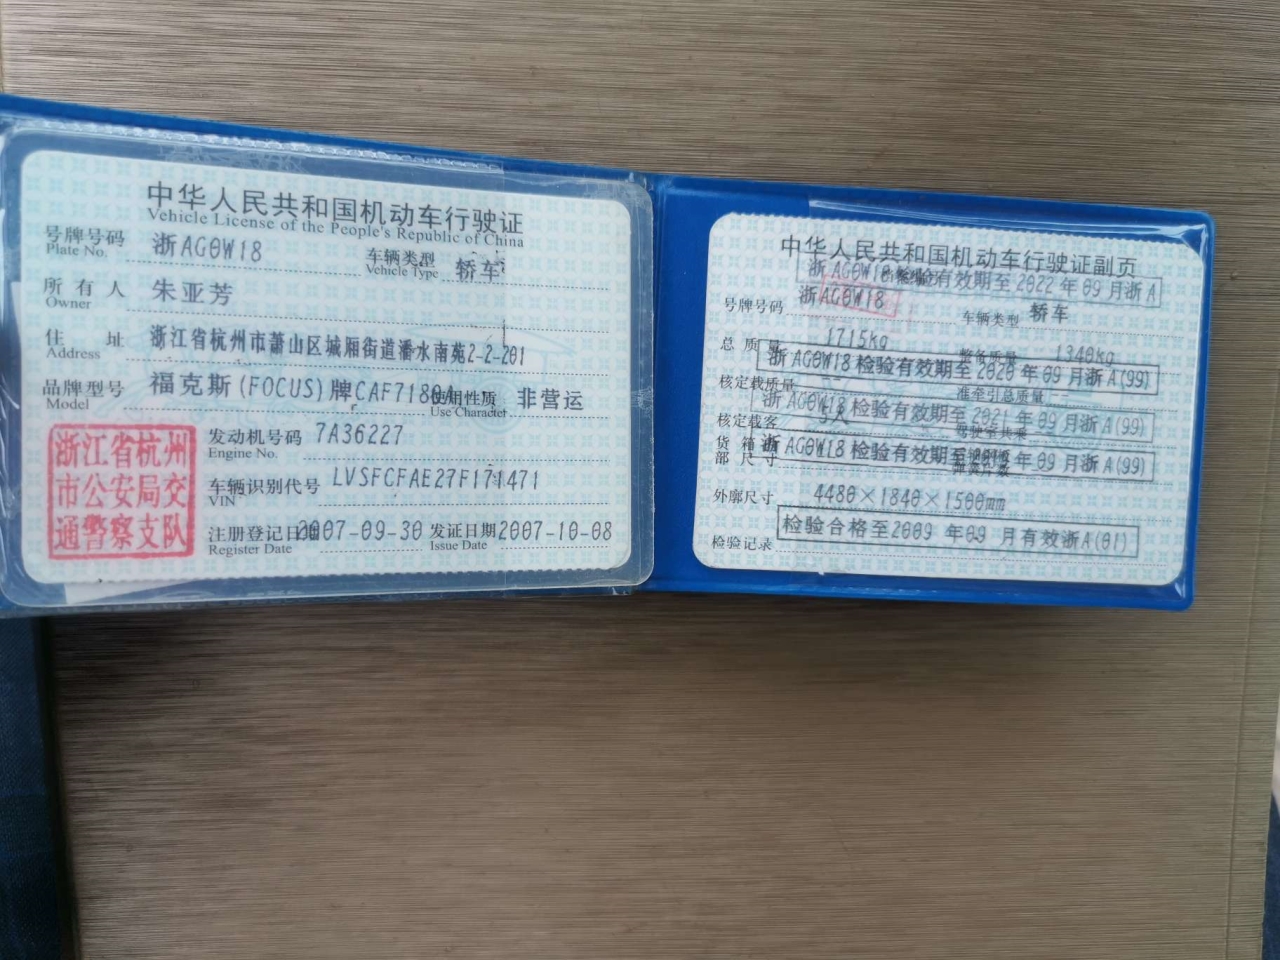 中华人民共和国机动车行驶证
Vehicle License of the People's Republic of China
号牌号码 浙AG0W18 车辆类型 轿车
Plate No. Vehicle Type
所有人 朱亚芳
Owner
住址 浙江省杭州市萧山区城厢街道潘水南苑2-2-201
Address
品牌型号 福克斯(FOCUS)牌CAF7180A 使用性质 非营运
Model Use Character
浙江省杭州
市公安局交
通警察支队
发动机号码 7A36227
Engine No.
车辆识别代号 LVSFCFAE27F171471
VIN
注册登记日期 2007-09-30 发证日期 2007-10-08
Register Date Issue Date
中华人民共和国机动车行驶证副页
浙AG0W18检验有效期至2022年09月浙A
号牌号码 浙AG0W18 车辆类型 轿车
总质量 1715kg 整备质量 1340kg
浙AG0W18检验有效期至2020年09月浙A(99)
核定载质量 准牵引总质量 --
浙AG0W18检验有效期至2021年09月浙A(99)
核定载客 5人
货箱内部尺寸
浙AG0W18检验有效期至 年09月浙A(99)
外廓尺寸 4480×1840×1500mm
检验合格至2009年09月有效浙A(01)
检验记录